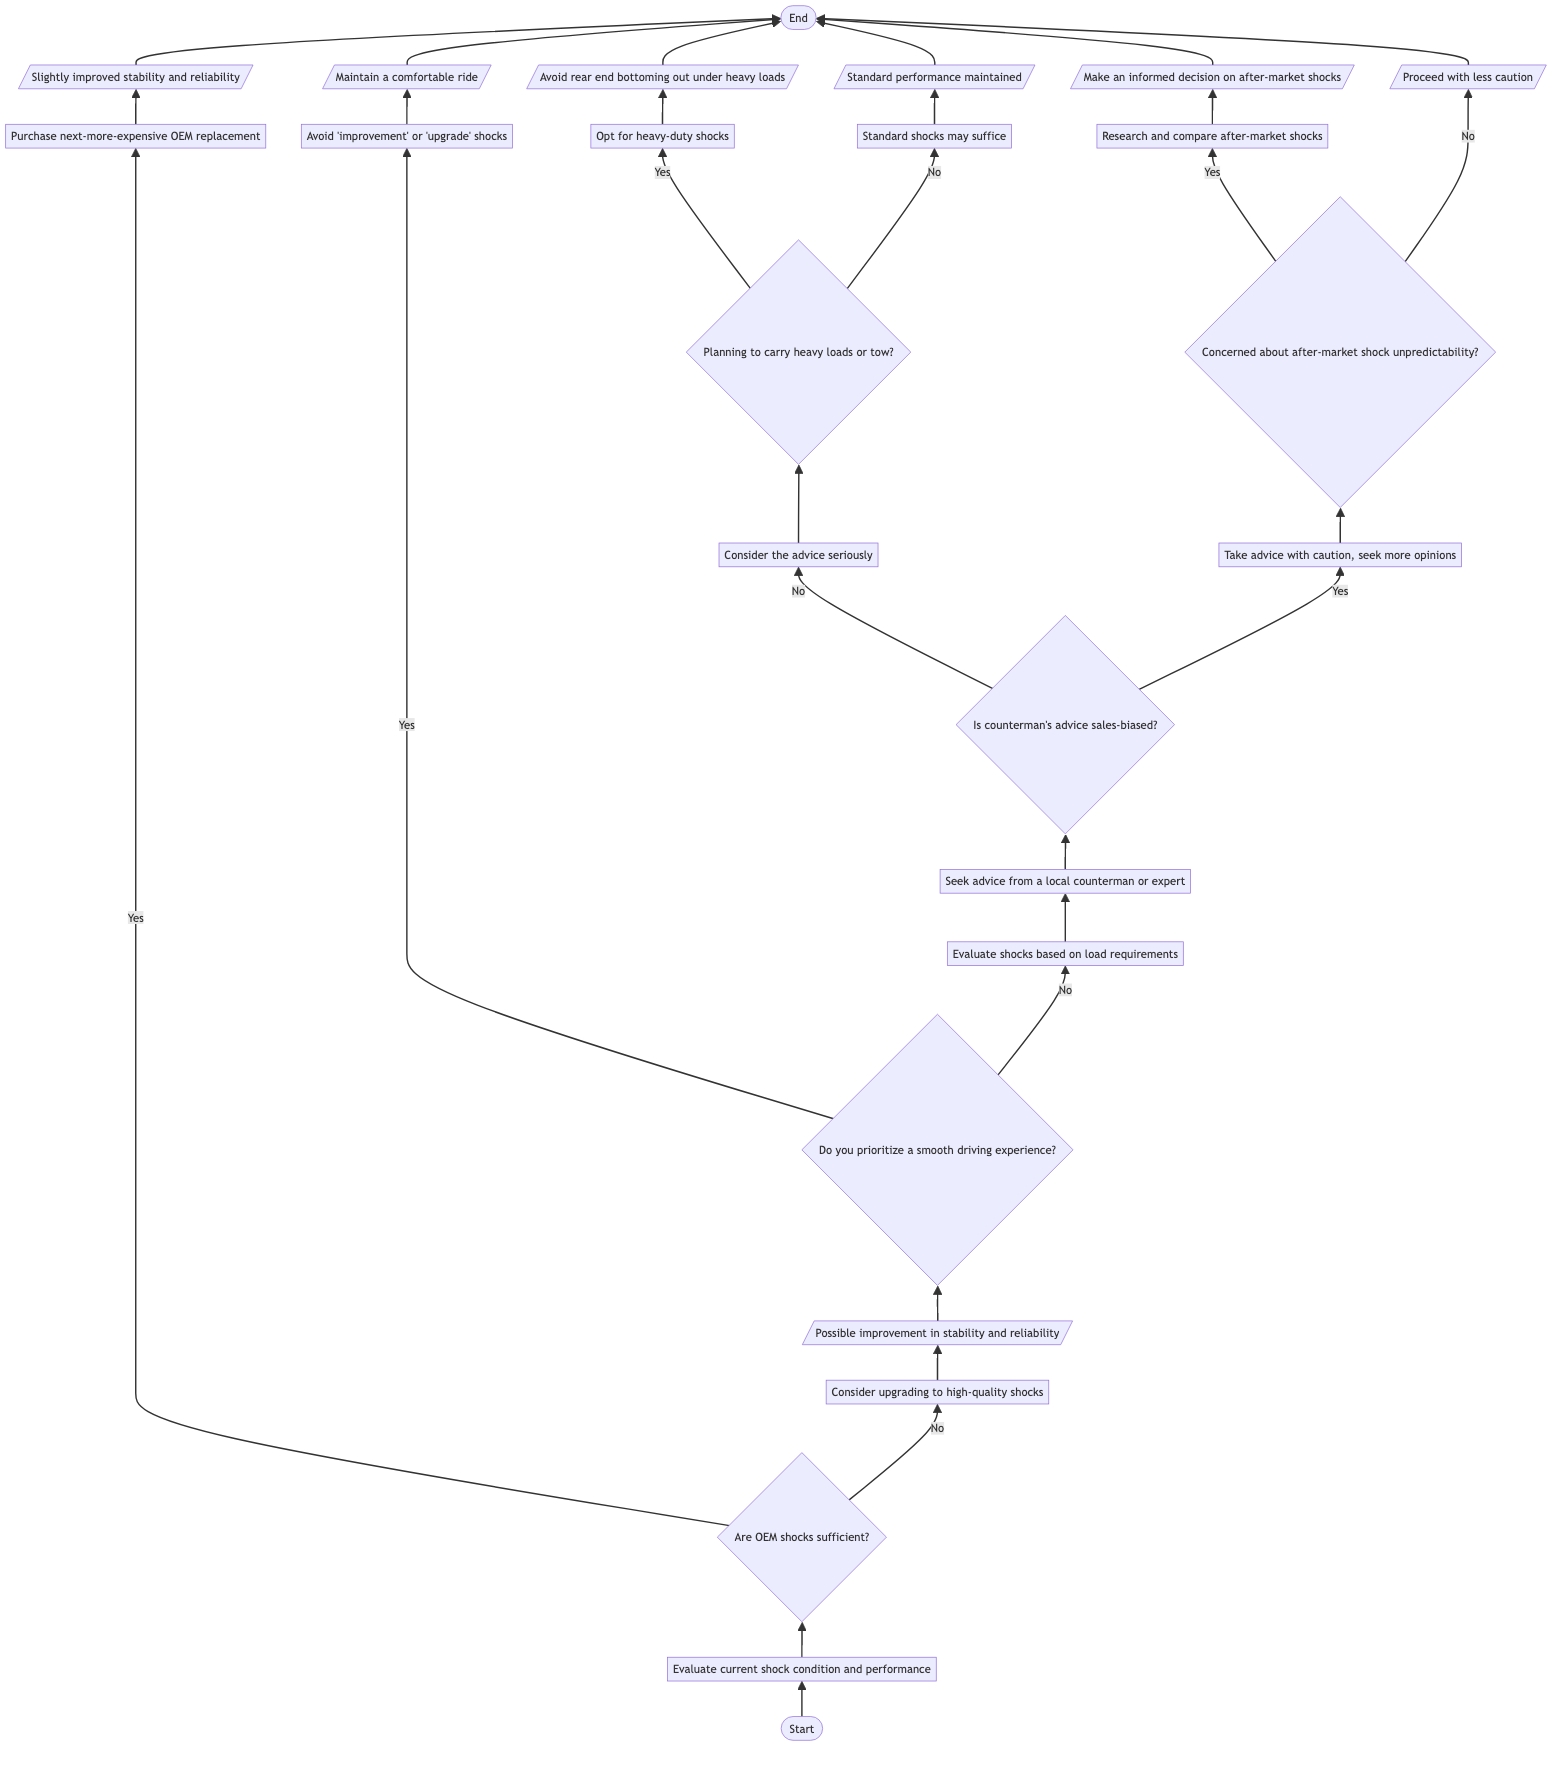 End
Slightly improved stability and reliability
Maintain a comfortable ride
Avoid rear end bottoming out under heavy loads
Standard performance maintained
Make an informed decision on after-market shocks
Proceed with less caution
Purchase next-more-expensive OEM replacement
Avoid 'improvement' or 'upgrade' shocks
Opt for heavy-duty shocks
Standard shocks may suffice
Research and compare after-market shocks
No
Yes
No
Yes
Planning to carry heavy loads or tow?
Concerned about after-market shock unpredictability?
Consider the advice seriously
Take advice with caution, seek more opinions
No
Yes
Yes
Is counterman's advice sales-biased?
Seek advice from a local counterman or expert
Yes
Evaluate shocks based on load requirements
No
Do you prioritize a smooth driving experience?
Possible improvement in stability and reliability
Consider upgrading to high-quality shocks
No
Are OEM shocks sufficient?
Evaluate current shock condition and performance
Start